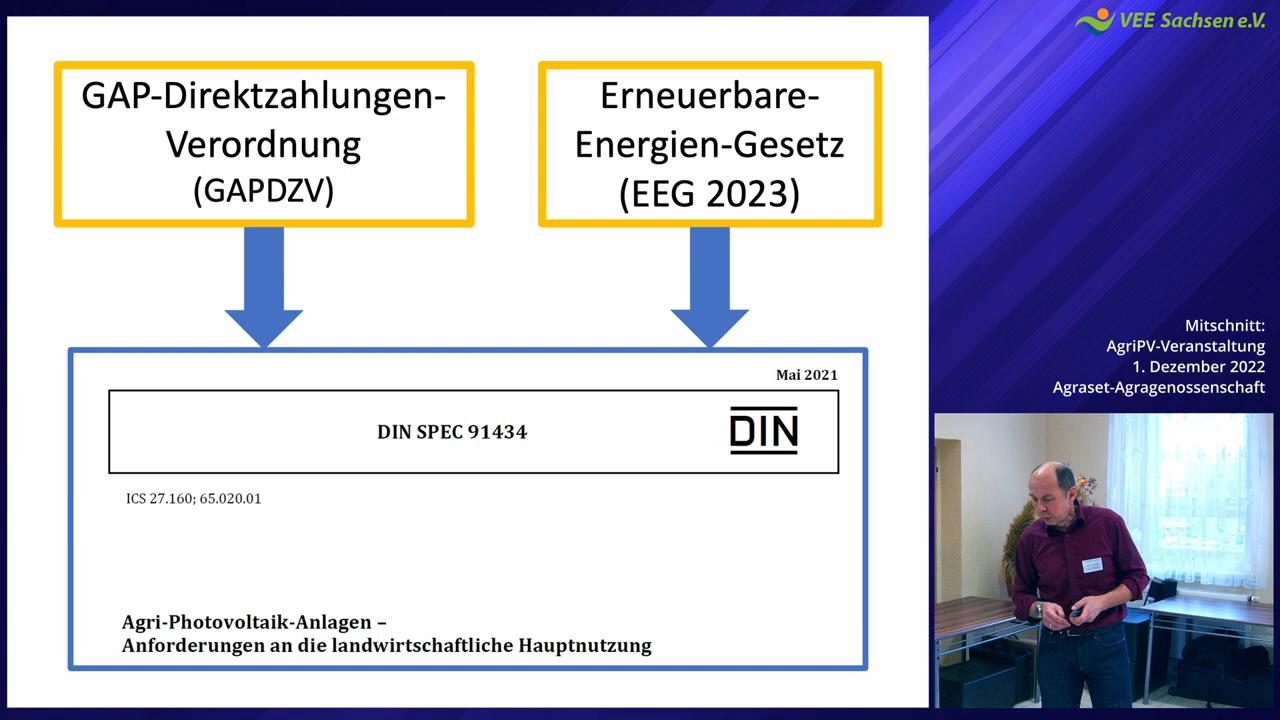 GAP-Direktzahlungen-
Verordnung
(GAPDZV)
Erneuerbare-
Energien-Gesetz
(EEG 2023)
Mai 2021
DIN SPEC 91434
DIN
ICS 27.160; 65.020.01
Agri-Photovoltaik-Anlagen –
Anforderungen an die landwirtschaftliche Hauptnutzung
VEE Sachsen e.V.
Mitschnitt:
AgriPV-Veranstaltung
1. Dezember 2022
Agraset-Agragenossenschaft